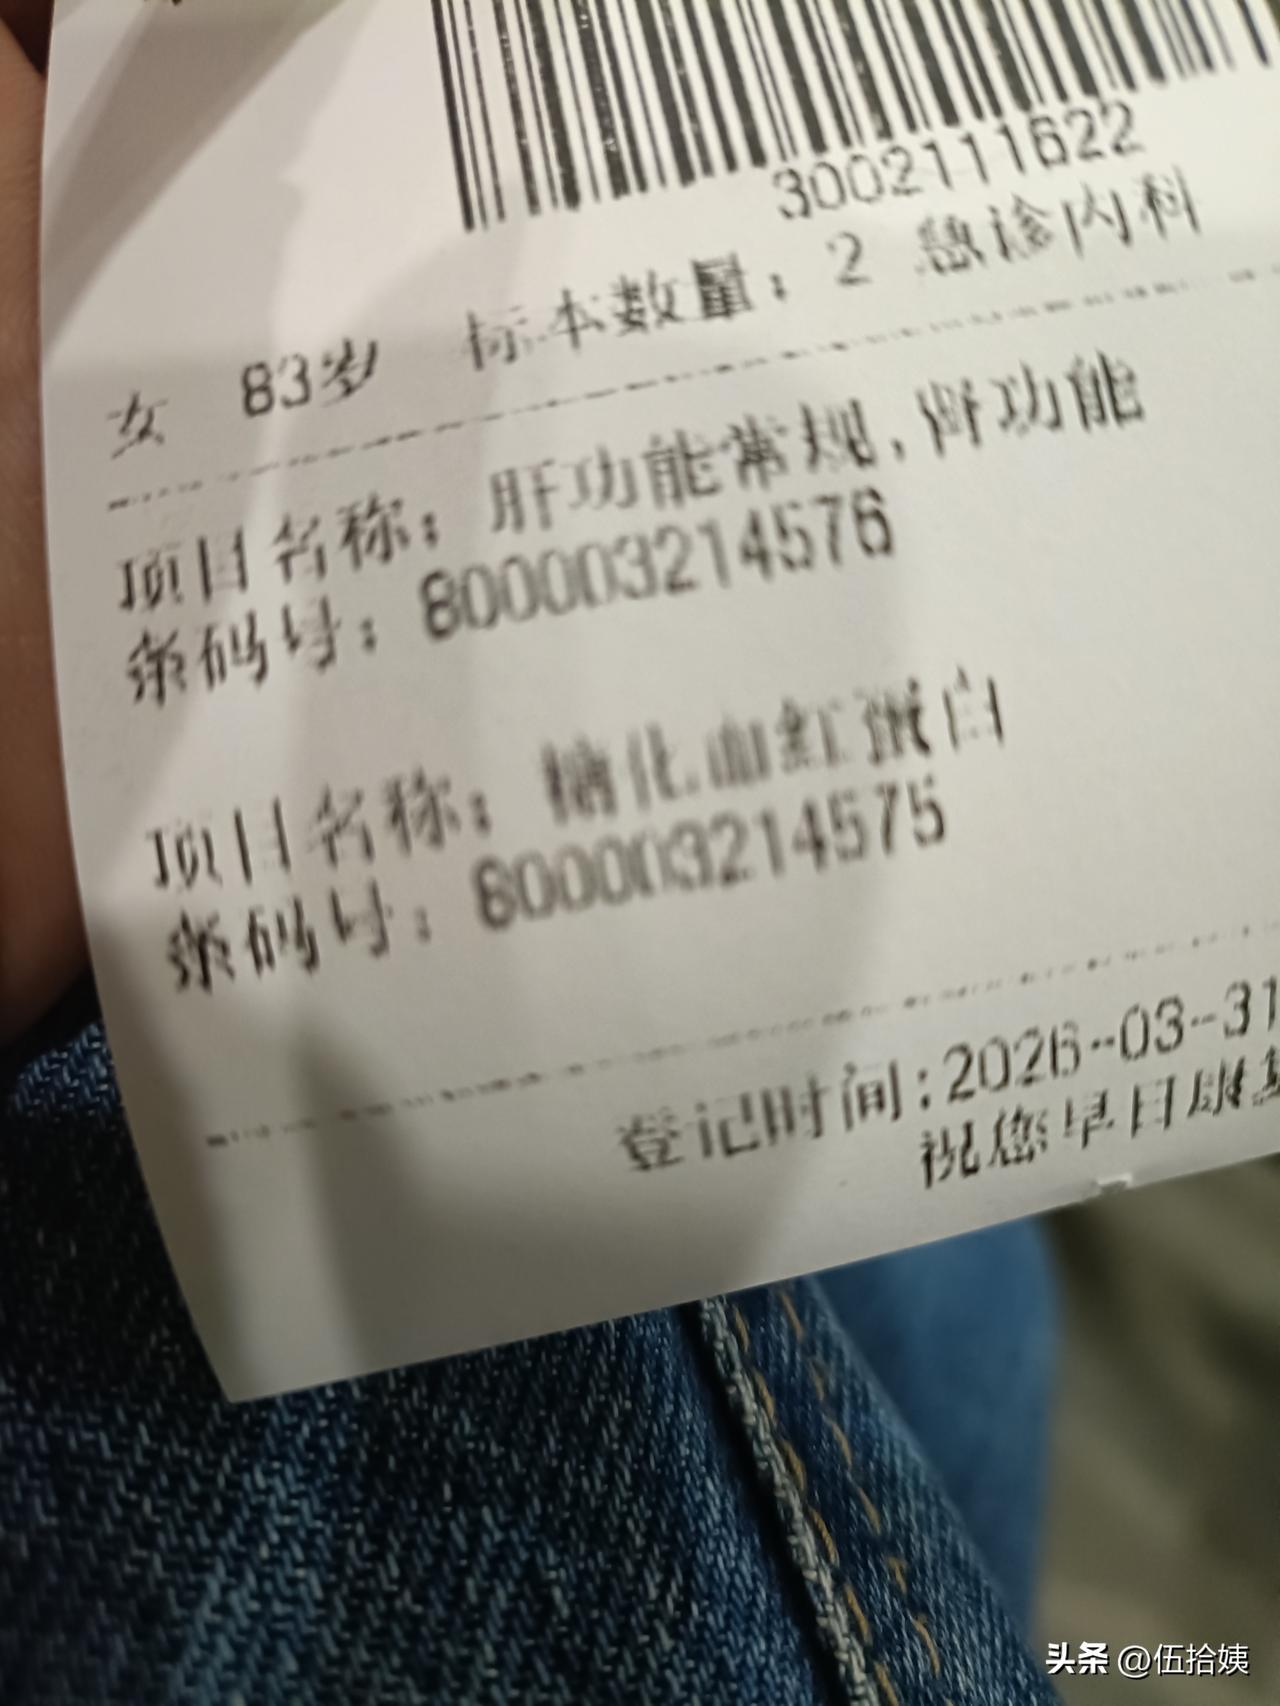 3002111622
女 83岁 标本数量：2 急诊内科
项目名称：肝功能常规,肾功能
条码号：800003214576
项目名称：糖化血红蛋白
条码号：800003214575
登记时间:2026-03-31
祝您早日康复
头条 @伍拾姨